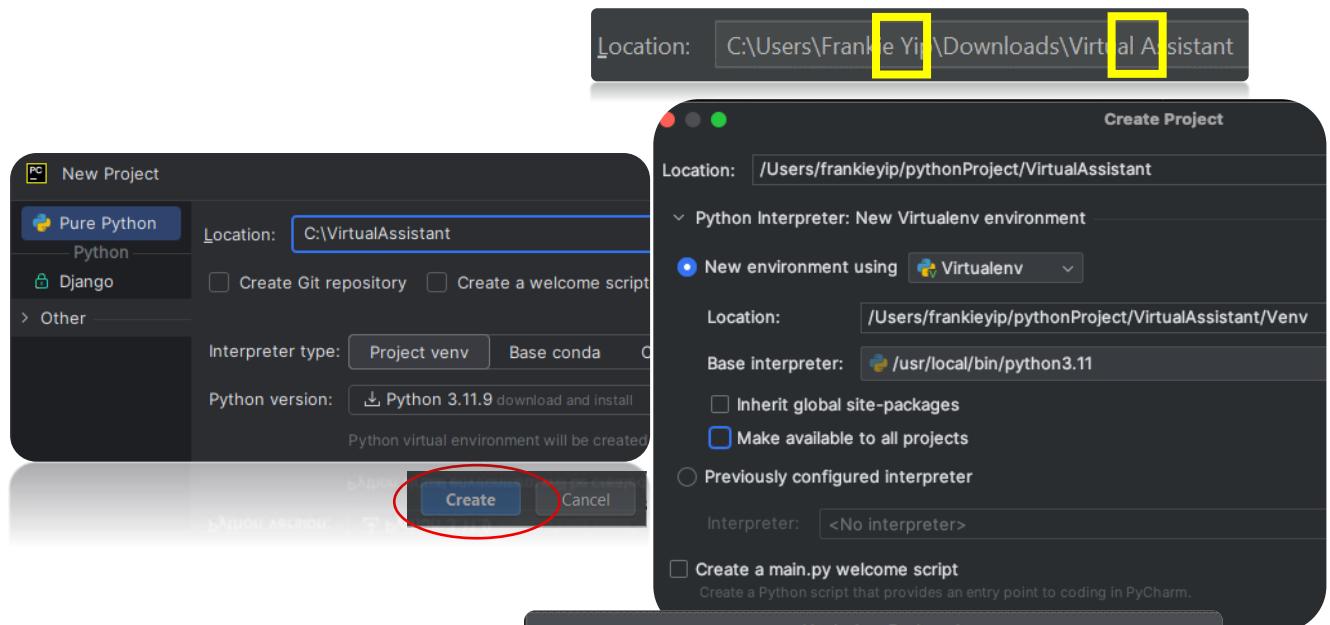 Location: C:\Users\Frankie Yip\Downloads\Virtual Assistant
PC New Project
Pure Python
Python
Django
Other
Location: C:\VirtualAssistant
Create Git repository Create a welcome script
Interpreter type: Project venv Base conda
Python version: Python 3.11.9 download and install
Python virtual environment will be created
Create Cancel
Create Project
Location: /Users/frankieyip/pythonProject/VirtualAssistant
Python Interpreter: New Virtualenv environment
New environment using Virtualenv
Location: /Users/frankieyip/pythonProject/VirtualAssistant/Venv
Base interpreter: /usr/local/bin/python3.11
Inherit global site-packages
Make available to all projects
Previously configured interpreter
Interpreter: <No interpreter>
Create a main.py welcome script
Create a Python script that provides an entry point to coding in PyCharm.